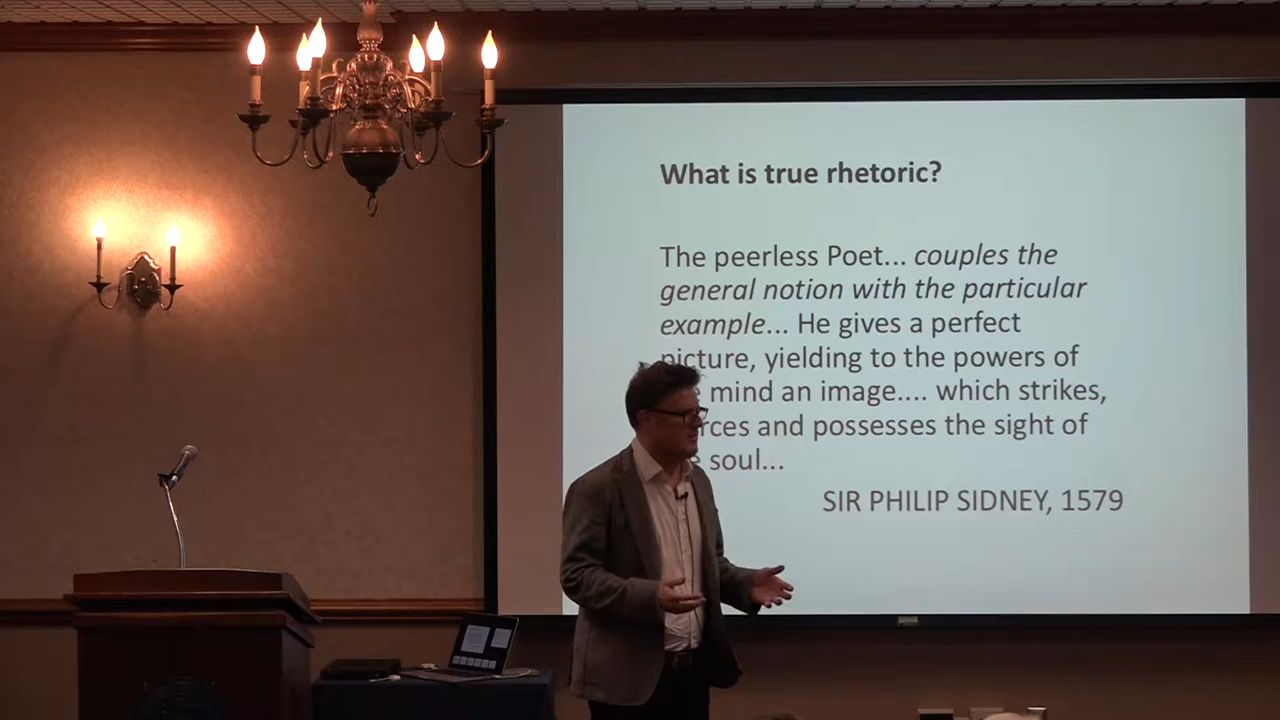 What is true rhetoric?
The peerless Poet... couples the
general notion with the particular
example... He gives a perfect
picture, yielding to the powers of
mind an image.... which strikes,
and possesses the sight of
soul...
SIR PHILIP SIDNEY, 1579